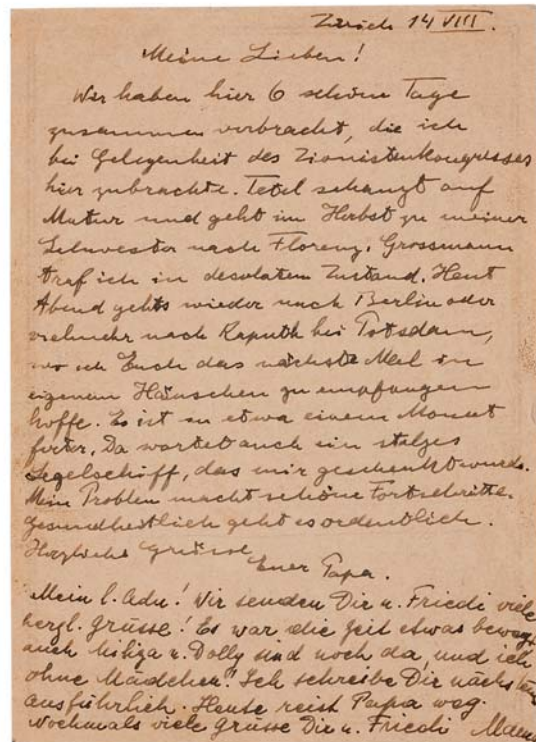 Zürich 14 VIII.
Meine Lieben!
Wir haben hier 6 schöne Tage
zusammen verbracht, die ich
bei Gelegenheit des Zionistenkongresses
hier zubrachte. Tetel schanzt auf
Matur und geht im Herbst zu meiner
Schwester nach Florenz. Grossmann
traf ich in desolatem Zustand. Heut
Abend gehts wieder nach Berlin oder
vielmehr nach Kaputh bei Potsdam,
wo ich Euch das nächste Mal in
eigenem Häuschen zu empfangen
hoffe. Es ist in etwa einem Monat
fertig. Da wartet auch ein stolzes
Segelschiff, das mir geschenkt wurde.
Mein Problem macht schöne Fortschritte.
Gesundheitlich geht es ordentlich.
Herzliche Grüsse
Euer Papa.
Mein l. Adn! Wir senden Dir u. Friedi viele
herzl. Grüsse! Es war die Zeit etwas bewegt
auch Miliza u. Dolly sind noch da, und ich
ohne Mädchen! Ich schreibe Dir nächstens
ausführlich. Heute reist Papa weg.
Nochmals viele Grüsse Dir u. Friedi Mama